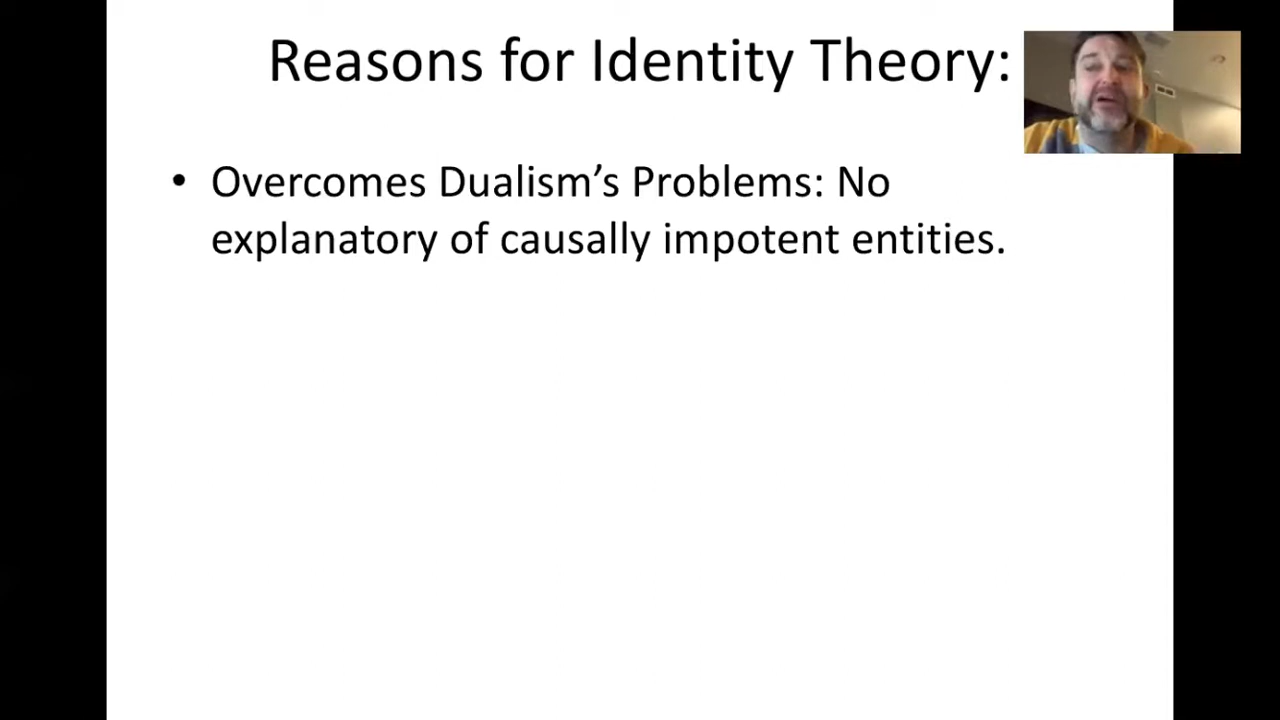 Reasons for Identity Theory:
• Overcomes Dualism’s Problems: No
explanatory of causally impotent entities.